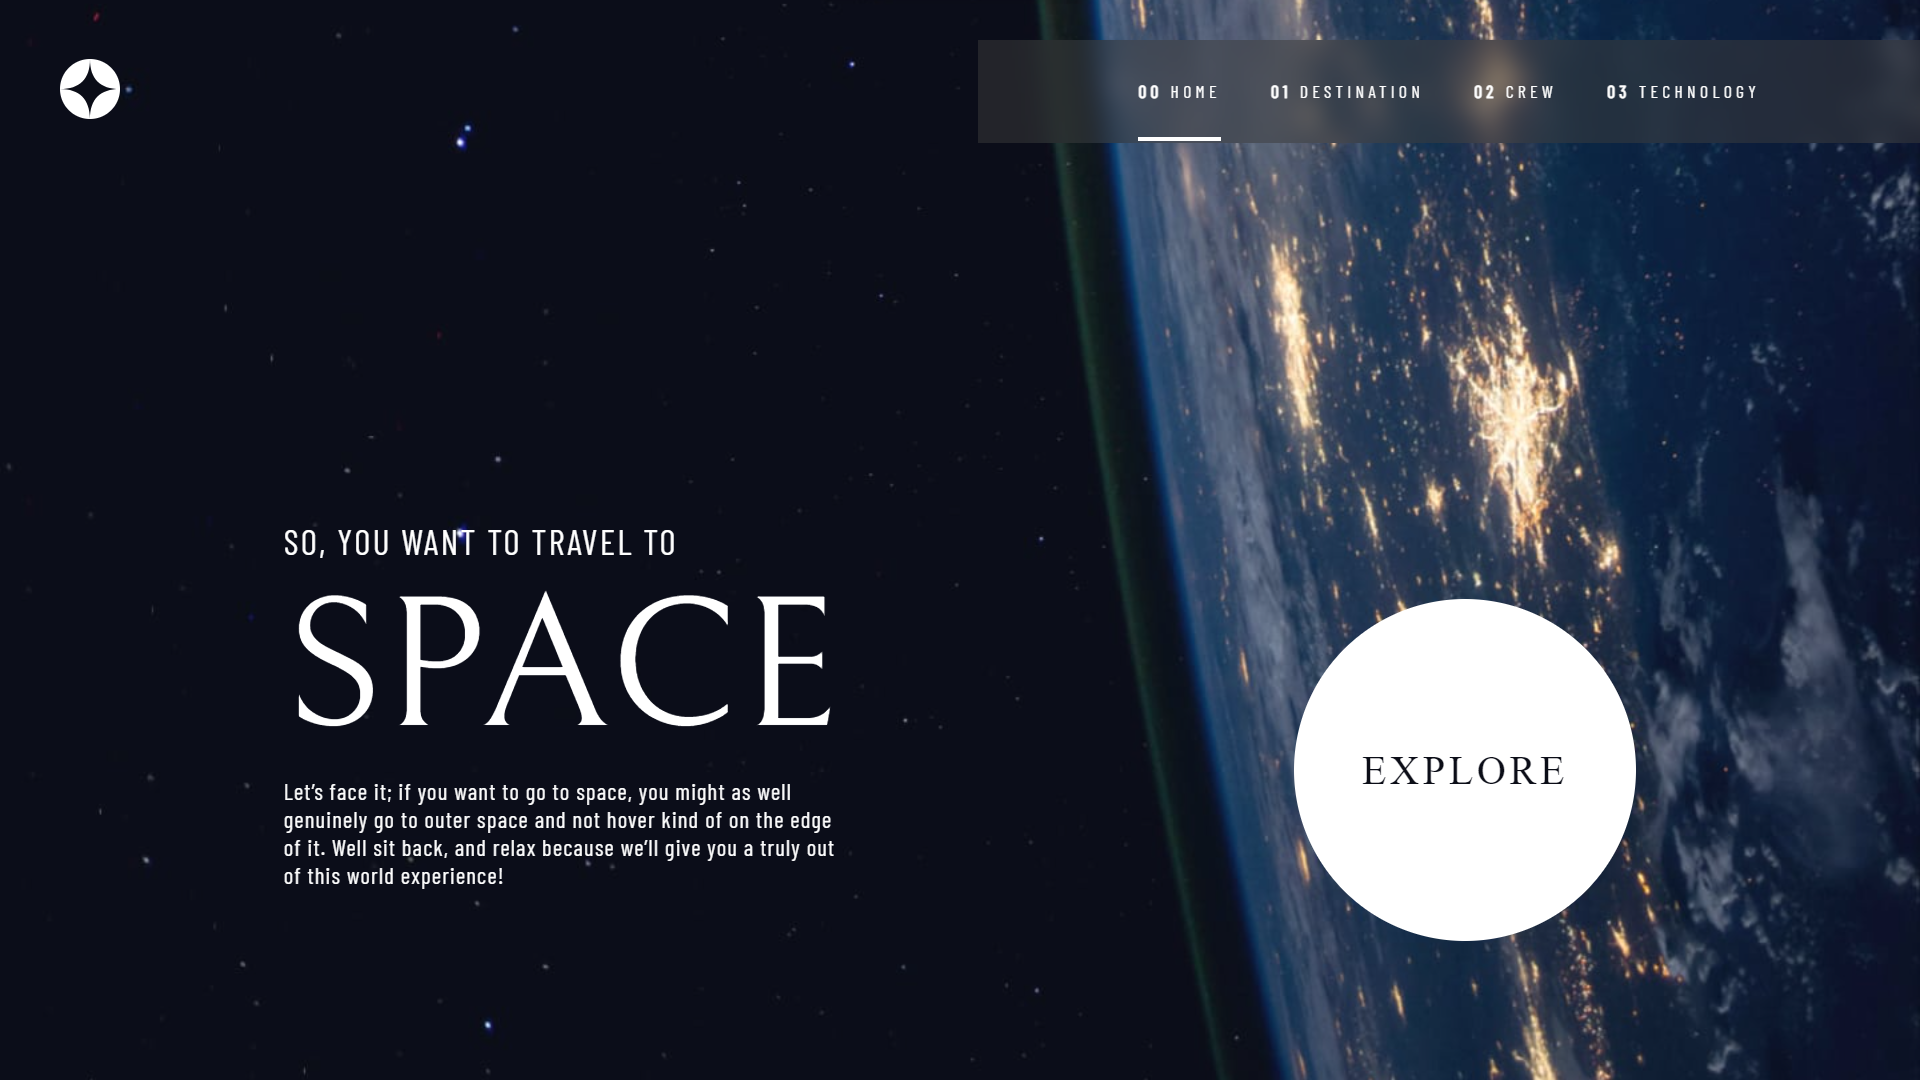 00 HOME 01 DESTINATION 02 CREW 03 TECHNOLOGY
SO, YOU WANT TO TRAVEL TO
SPACE
Let’s face it; if you want to go to space, you might as well
genuinely go to outer space and not hover kind of on the edge
of it. Well sit back, and relax because we’ll give you a truly out
of this world experience!
EXPLORE